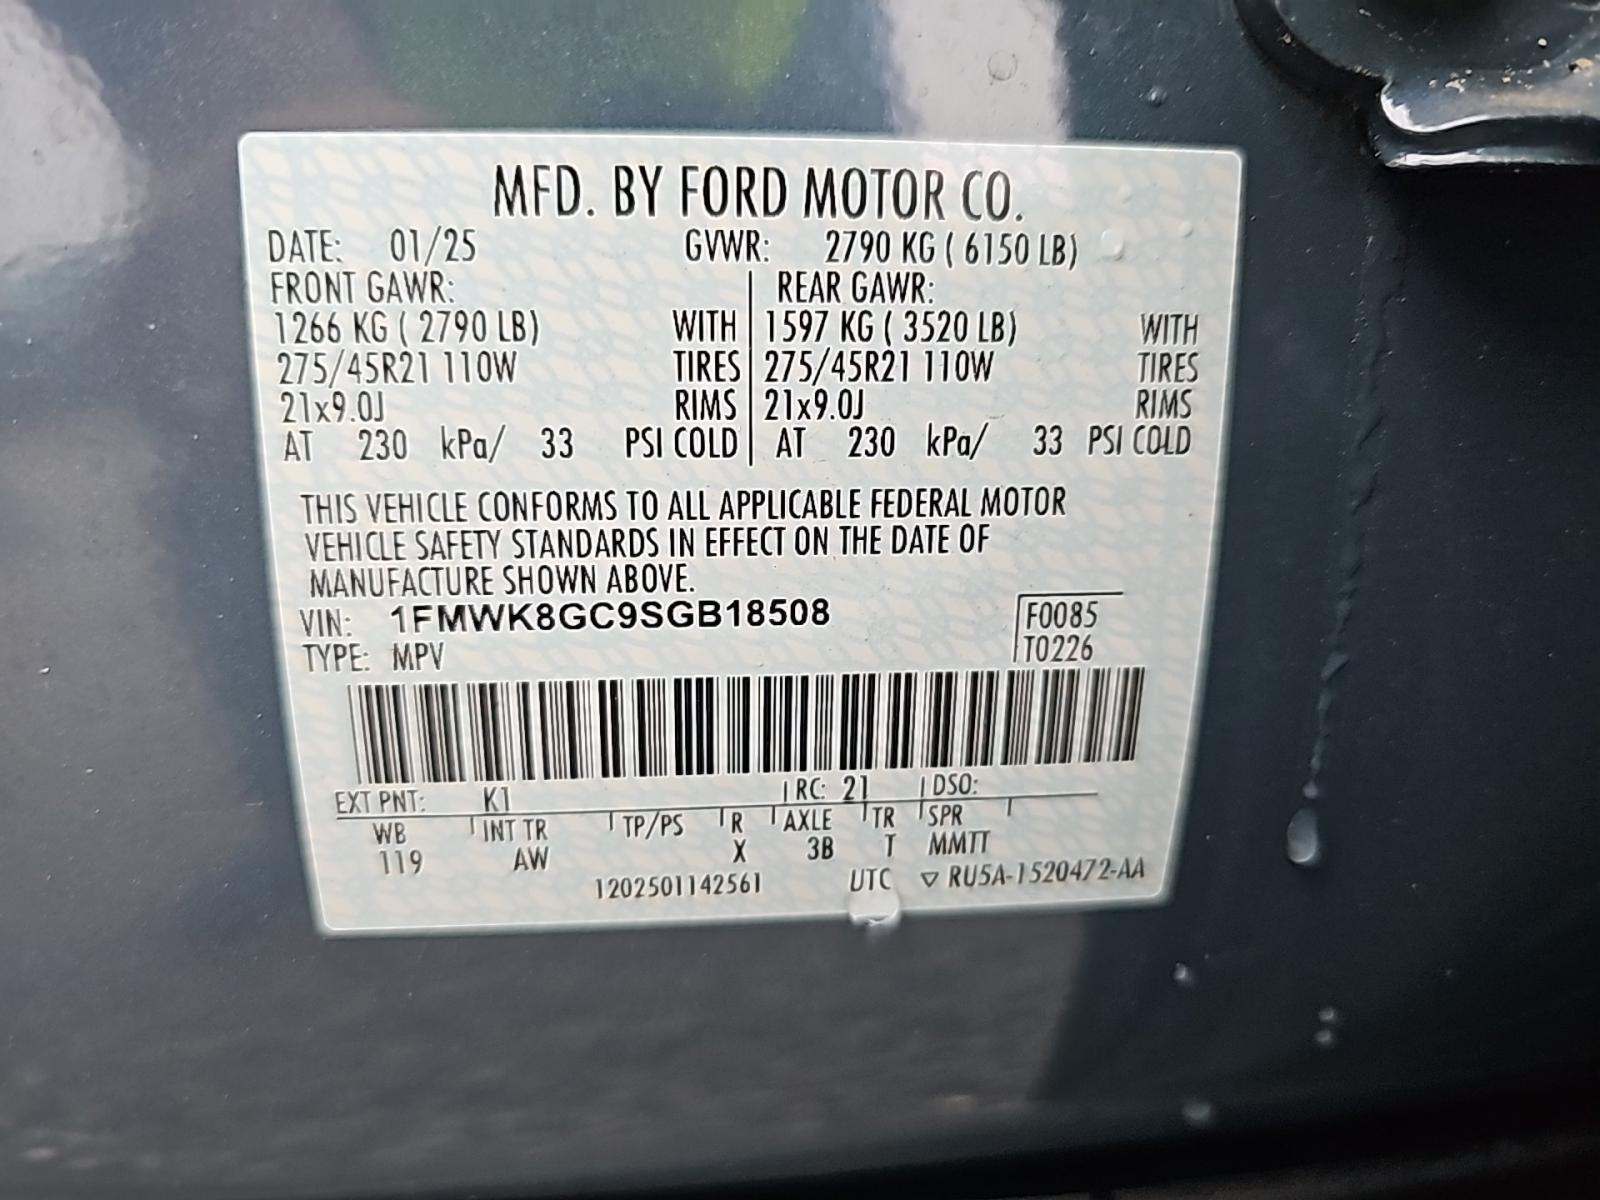 MFD. BY FORD MOTOR CO.
DATE: 01/25 GVWR: 2790 KG ( 6150 LB)
FRONT GAWR: REAR GAWR:
1266 KG ( 2790 LB) WITH 1597 KG ( 3520 LB) WITH
275/45R21 110W TIRES 275/45R21 110W TIRES
21x9.0J RIMS 21x9.0J RIMS
AT 230 kPa/ 33 PSI COLD AT 230 kPa/ 33 PSI COLD
THIS VEHICLE CONFORMS TO ALL APPLICABLE FEDERAL MOTOR
VEHICLE SAFETY STANDARDS IN EFFECT ON THE DATE OF
MANUFACTURE SHOWN ABOVE.
VIN: 1FMWK8GC9SGB18508 F0085
TYPE: MPV T0226
EXT PNT: K1 RC: 21 DSO:
WB INT TR TP/PS R AXLE TR SPR
119 AW X 3B T MMTT
1202501142561 UTC ▽ RU5A-1520472-AA